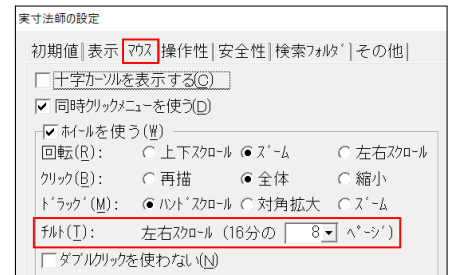 実寸法師の設定
初期値|表示|ﾏｳｽ|操作性|安全性|検索ﾌｫﾙﾀﾞ|その他|
十字ｶｰｿﾙを表示する(C)
同時ｸﾘｯｸﾒﾆｭｰを使う(D)
ﾎｲｰﾙを使う(W)
回転(R): 上下ｽｸﾛｰﾙ ｽﾞｰﾑ 左右ｽｸﾛｰﾙ
ｸﾘｯｸ(B): 再描 全体 縮小
ﾄﾞﾗｯｸﾞ(M): ﾊﾝﾄﾞｽｸﾛｰﾙ 対角拡大 ｽﾞｰﾑ
ﾁﾙﾄ(T): 左右ｽｸﾛｰﾙ (16分の 8 ﾍﾟｰｼﾞ)
ﾀﾞﾌﾞﾙｸﾘｯｸを使わない(N)